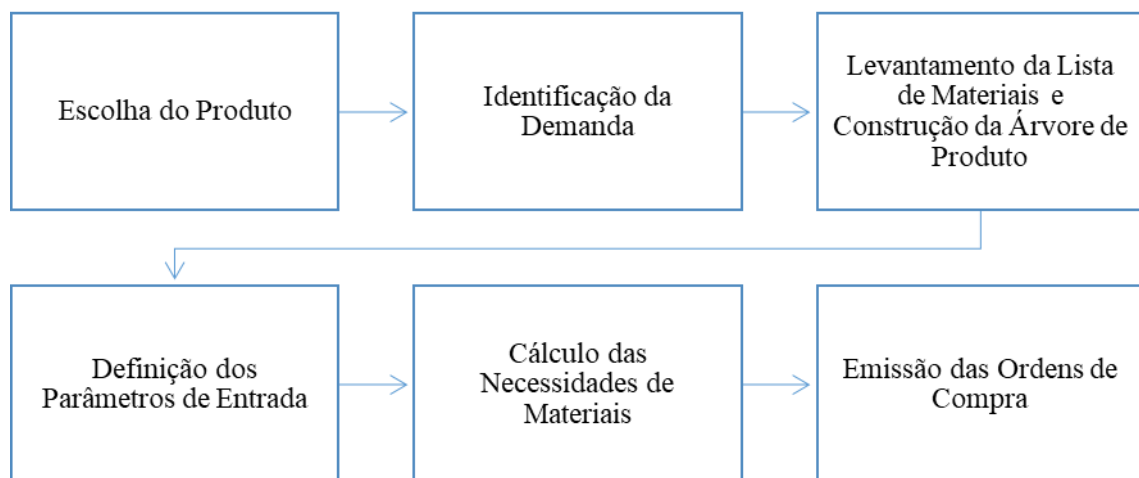 Escolha do Produto
Identificação da
Demanda
Levantamento da Lista
de Materiais e
Construção da Árvore de
Produto
Definição dos
Parâmetros de Entrada
Cálculo das
Necessidades de
Materiais
Emissão das Ordens de
Compra